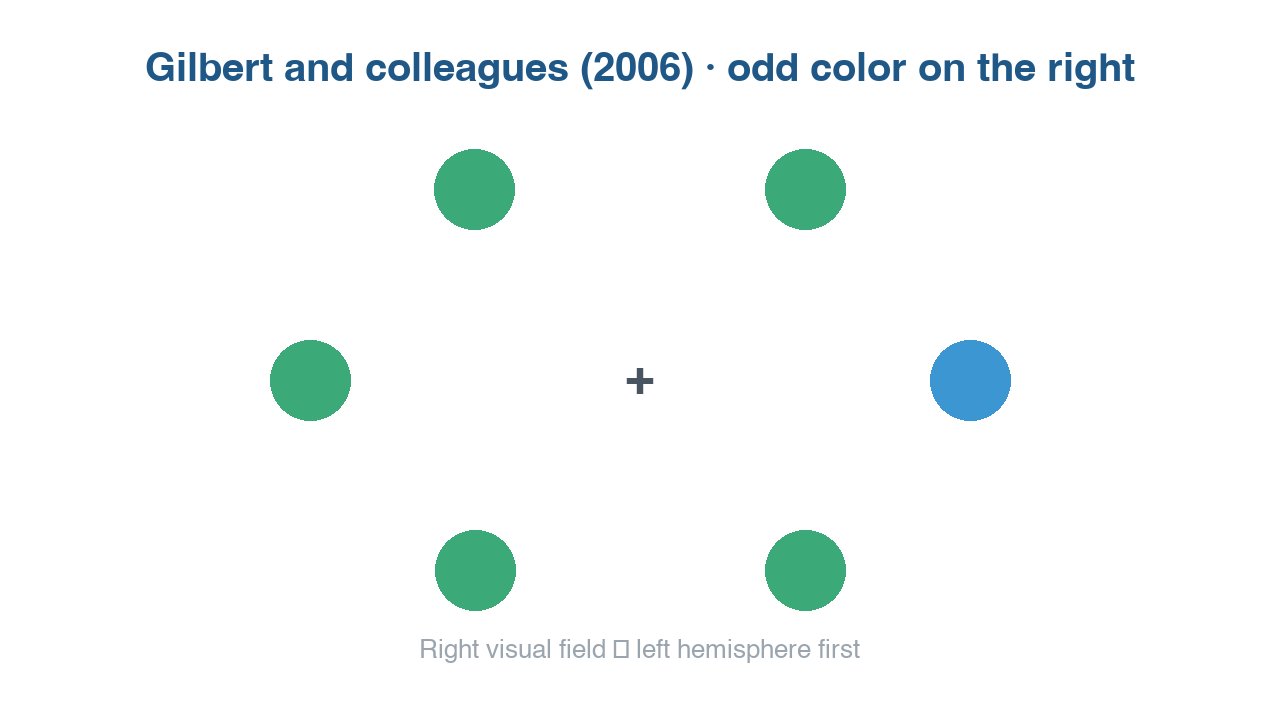 Gilbert and colleagues (2006) · odd color on the right
+
Right visual field □ left hemisphere first